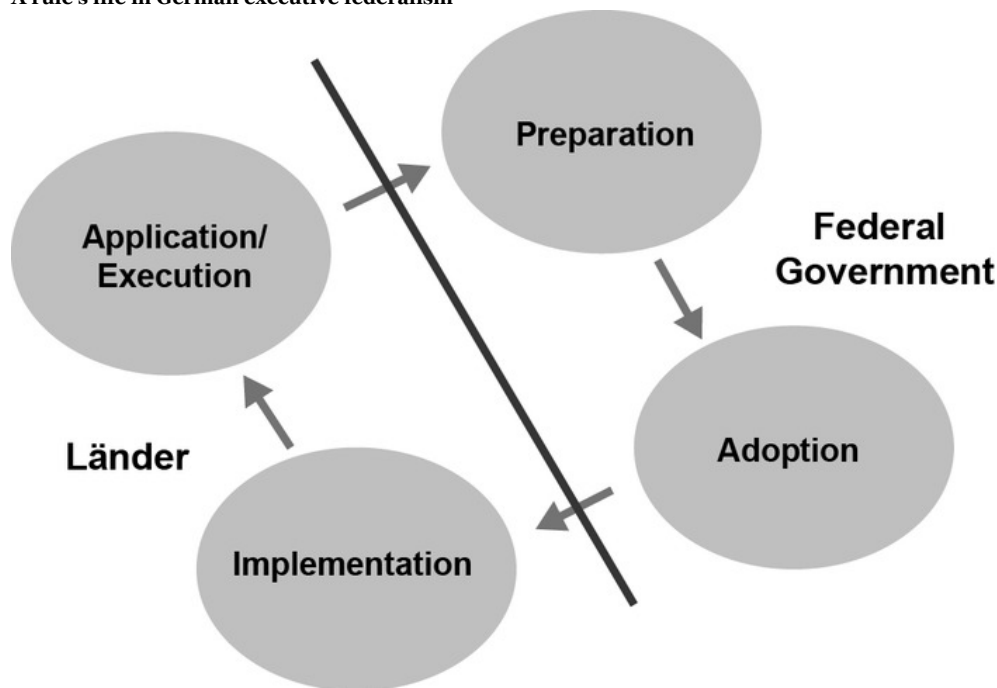 A rule's life in German executive federalism
Preparation
Application/
Execution
Federal
Government
Adoption
Länder
Implementation